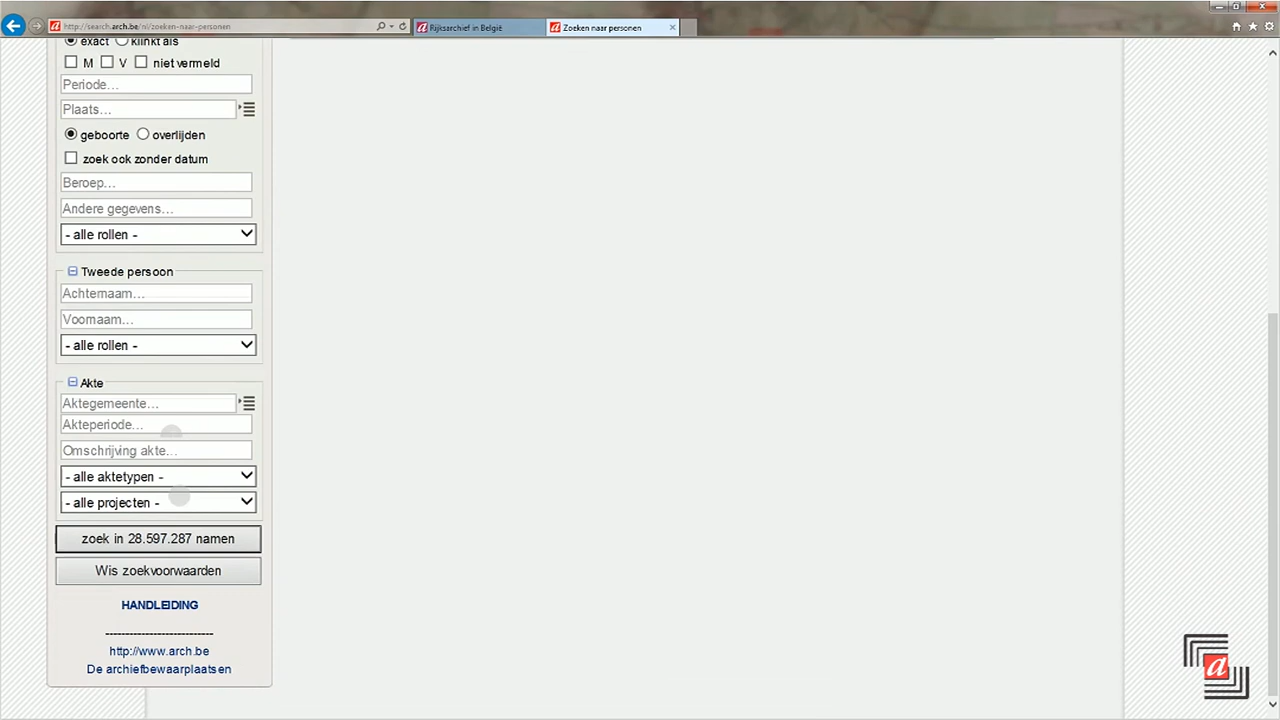 http://search.arch.be/nl/zoeken-naar-personen
Rijksarchief in België
Zoeken naar personen
exact klinkt als
M V niet vermeld
Periode...
Plaats...
geboorte overlijden
zoek ook zonder datum
Beroep...
Andere gegevens...
- alle rollen -
Tweede persoon
Achternaam...
Voornaam...
- alle rollen -
Akte
Aktegemeente...
Akteperiode...
Omschrijving akte...
- alle aktetypen -
- alle projecten -
zoek in 28.597.287 namen
Wis zoekvoorwaarden
HANDLEIDING
---------------------------
http://www.arch.be
De archiefbewaarplaatsen
a